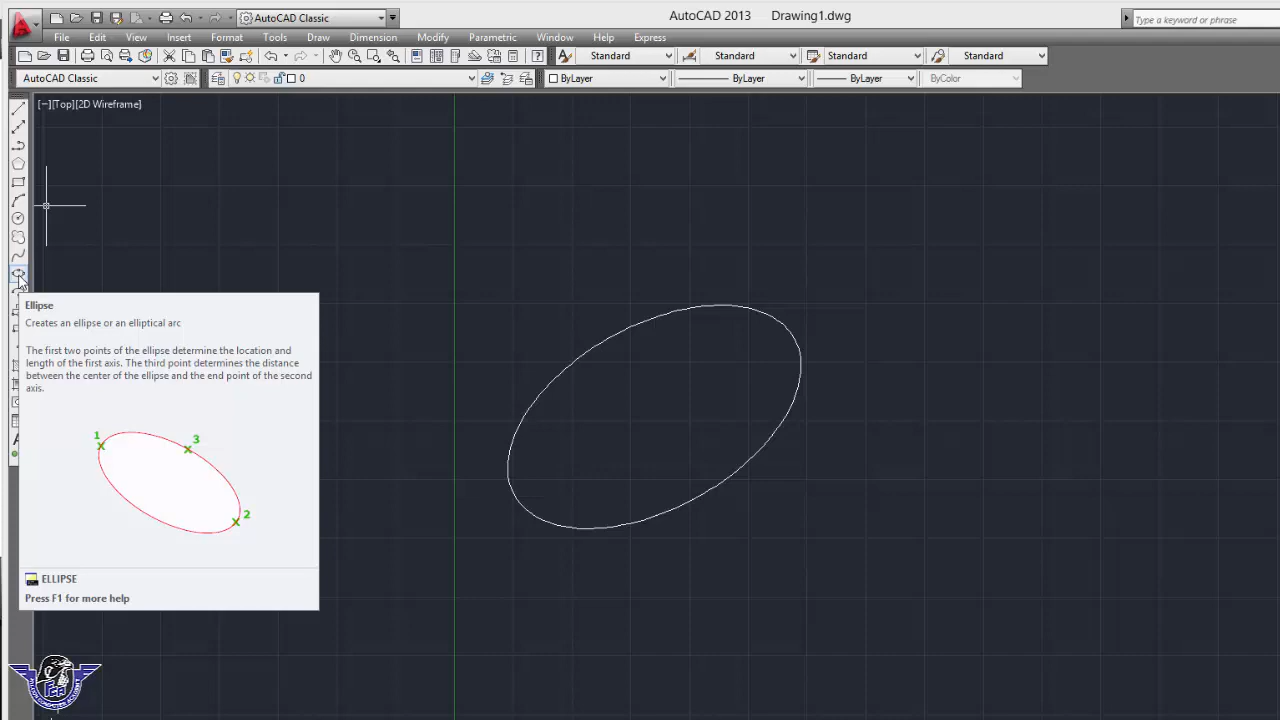 AutoCAD Classic
AutoCAD 2013 Drawing1.dwg
Type a keyword or phrase
File Edit View Insert Format Tools Draw Dimension Modify Parametric Window Help Express
Standard Standard Standard Standard
AutoCAD Classic 0 ByLayer ByLayer ByLayer ByColor
[−][Top][2D Wireframe]
Ellipse
Creates an ellipse or an elliptical arc
The first two points of the ellipse determine the location and
length of the first axis. The third point determines the distance
between the center of the ellipse and the end point of the second
axis.
1
3
2
ELLIPSE
Press F1 for more help